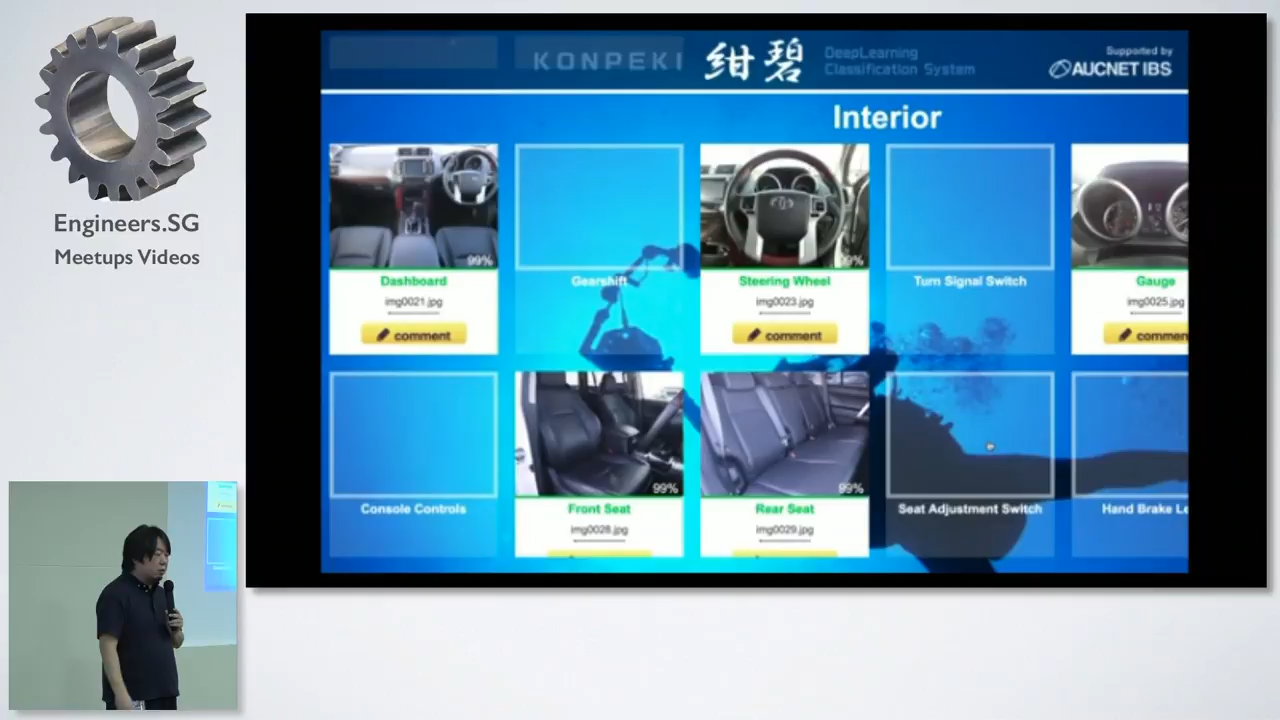 Engineers.SG
Meetups Videos
KONPEKI
紺碧
DeepLearning
Classification System
Supported by
AUCNET IBS
Interior
99%
Dashboard
img0021.jpg
comment
Gearshift
99%
Steering Wheel
img0023.jpg
comment
Turn Signal Switch
Gauge
img0025.jpg
commen
Console Controls
99%
Front Seat
img0028.jpg
99%
Rear Seat
img0029.jpg
Seat Adjustment Switch
Hand Brake Le